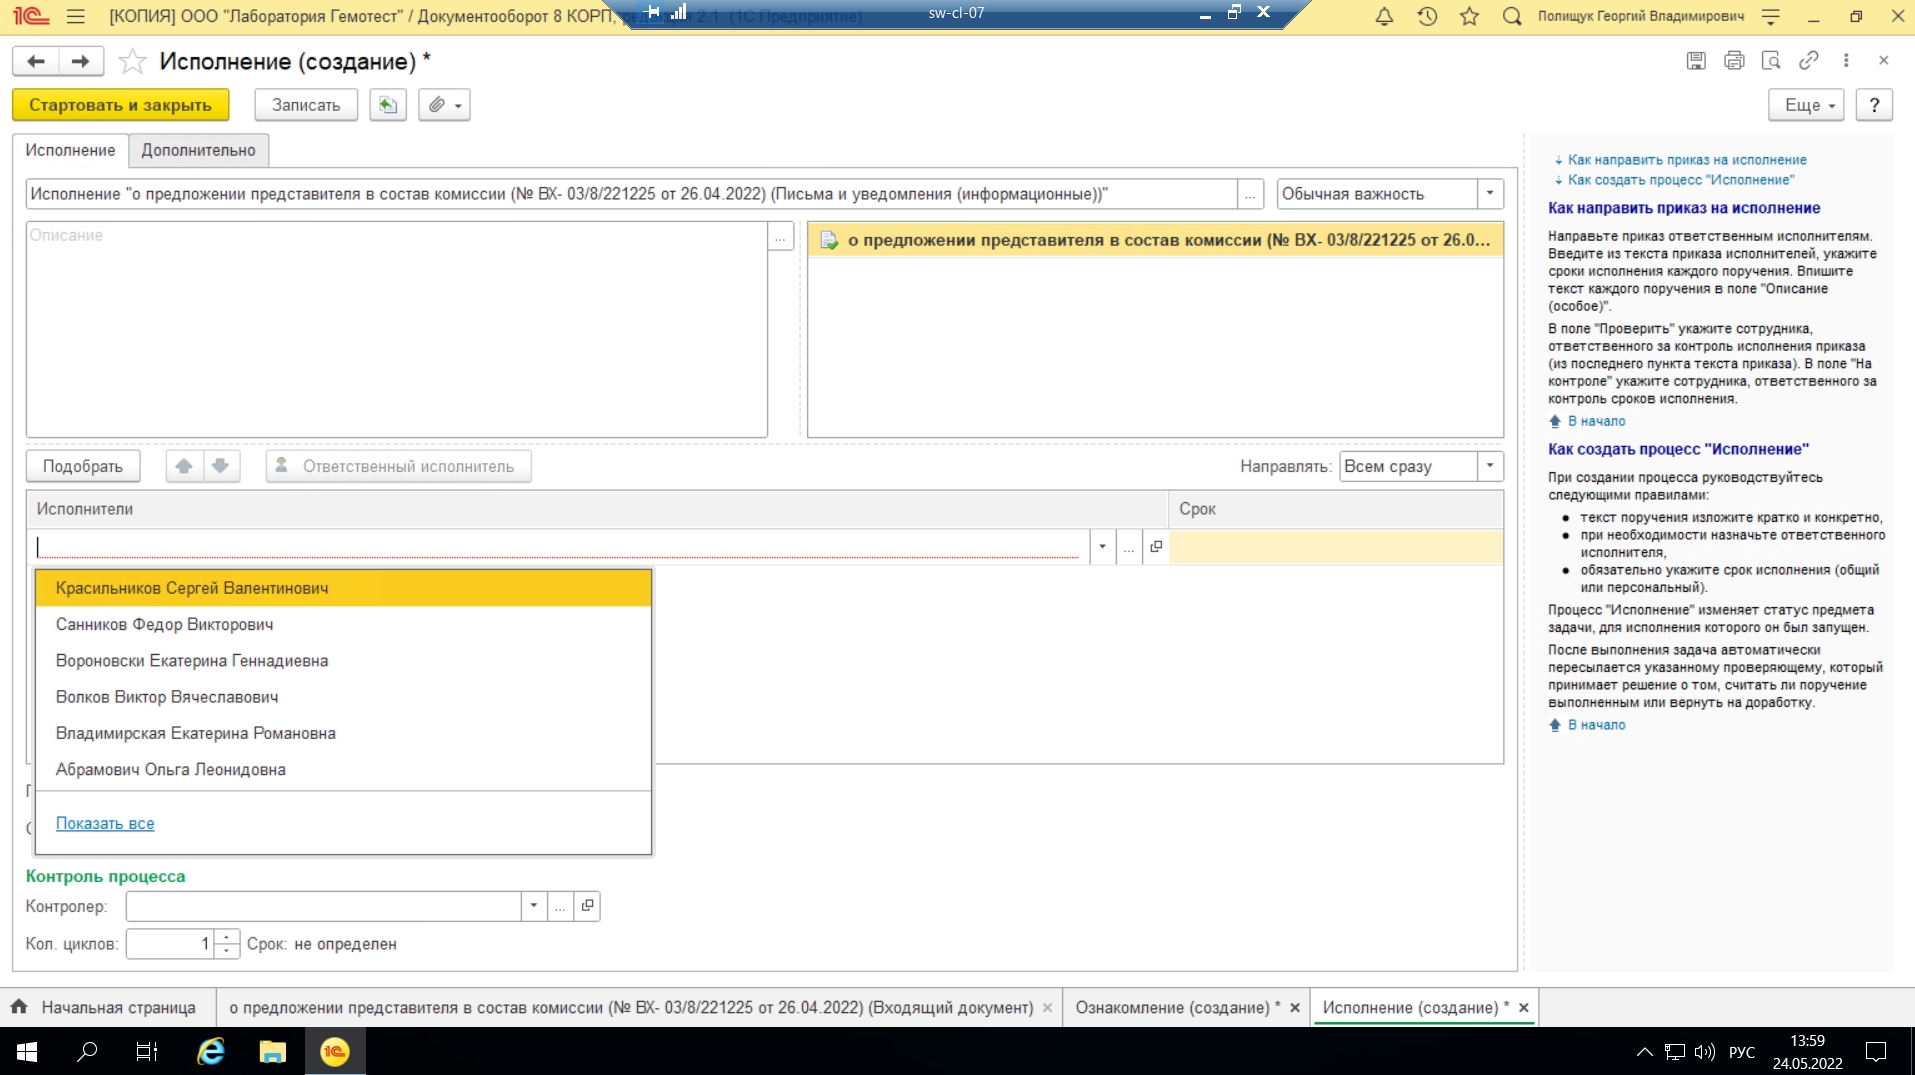 [КОПИЯ] ООО "Лаборатория Гемотест" / Документооборот 8 КОРП, редакция 2.1 (1С:Предприятие)
sw-cl-07
Полищук Георгий Владимирович
Исполнение (создание) *
Стартовать и закрыть
Записать
Еще
?
Исполнение
Дополнительно
Исполнение "о предложении представителя в состав комиссии (№ ВХ- 03/8/221225 от 26.04.2022) (Письма и уведомления (информационные))"
...
Обычная важность
Описание
...
о предложении представителя в состав комиссии (№ ВХ- 03/8/221225 от 26.0...
Подобрать
Ответственный исполнитель
Направлять:
Всем сразу
Исполнители
Срок
...
Красильников Сергей Валентинович
Санников Федор Викторович
Вороновски Екатерина Геннадиевна
Волков Виктор Вячеславович
Владимирская Екатерина Романовна
Абрамович Ольга Леонидовна
Показать все
Контроль процесса
Контролер:
...
Кол. циклов:
1
Срок: не определен
Как направить приказ на исполнение
Как создать процесс "Исполнение"
Как направить приказ на исполнение
Направьте приказ ответственным исполнителям.
Введите из текста приказа исполнителей, укажите
сроки исполнения каждого поручения. Впишите
текст каждого поручения в поле "Описание
(особое)".
В поле "Проверить" укажите сотрудника,
ответственного за контроль исполнения приказа
(из последнего пункта текста приказа). В поле "На
контроле" укажите сотрудника, ответственного за
контроль сроков исполнения.
В начало
Как создать процесс "Исполнение"
При создании процесса руководствуйтесь
следующими правилами:
● текст поручения изложите кратко и конкретно,
● при необходимости назначьте ответственного
исполнителя,
● обязательно укажите срок исполнения (общий
или персональный).
Процесс "Исполнение" изменяет статус предмета
задачи, для исполнения которого он был запущен.
После выполнения задача автоматически
пересылается указанному проверяющему, который
принимает решение о том, считать ли поручение
выполненным или вернуть на доработку.
В начало
Начальная страница
о предложении представителя в состав комиссии (№ ВХ- 03/8/221225 от 26.04.2022) (Входящий документ)
Ознакомление (создание) *
Исполнение (создание) *
РУС
13:59
24.05.2022